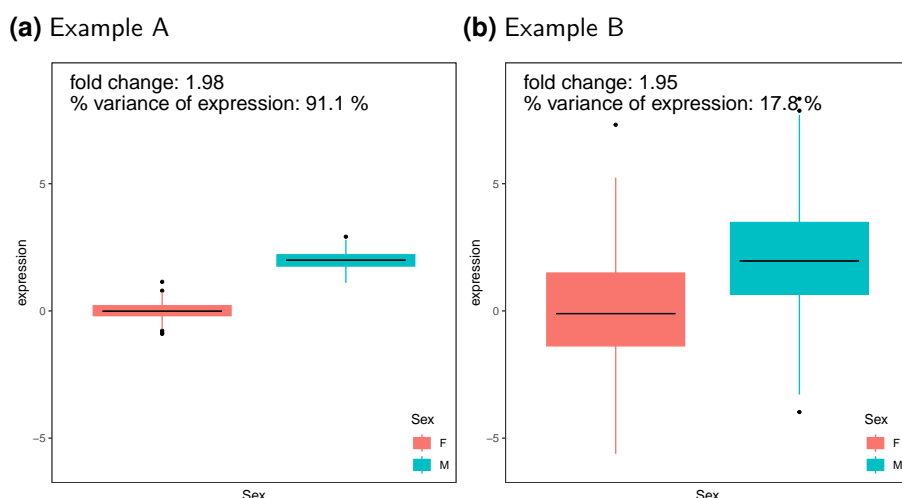 (a) Example A
fold change: 1.98
% variance of expression: 91.1 %
5
0
−5
expression
Sex
F
M
Sex
(b) Example B
fold change: 1.95
% variance of expression: 17.8 %
5
0
−5
expression
Sex
F
M
Sex